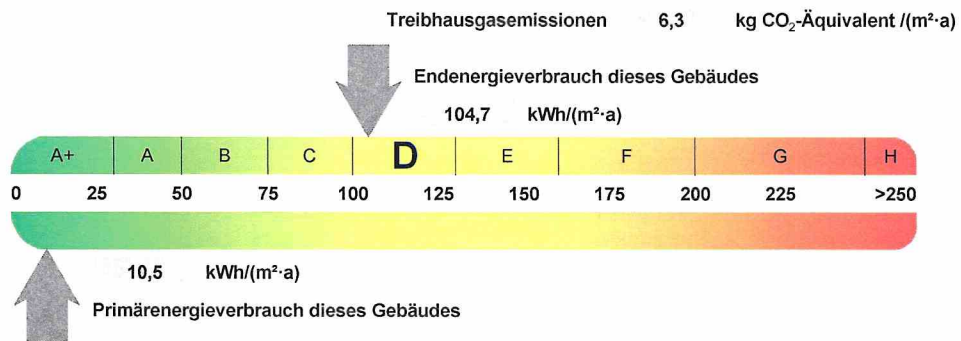 Treibhausgasemissionen 6,3 kg CO₂-Äquivalent /(m²·a)
Endenergieverbrauch dieses Gebäudes
104,7 kWh/(m²·a)
A+ A B C D E F G H
0 25 50 75 100 125 150 175 200 225 >250
10,5 kWh/(m²·a)
Primärenergieverbrauch dieses Gebäudes